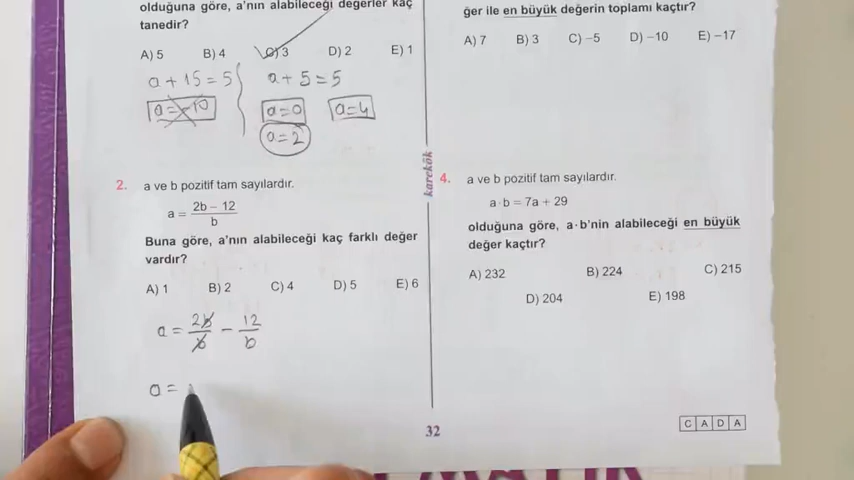 olduğuna göre, a'nın alabileceği değerler kaç
tanedir?
A) 5 B) 4 C) 3 D) 2 E) 1
a + 15 = 5 a + 5 = 5
a = -10 a = 0 a = 4
a = 2
2. a ve b pozitif tam sayılardır.
a = 2b − 12 / b
Buna göre, a'nın alabileceği kaç farklı değer
vardır?
A) 1 B) 2 C) 4 D) 5 E) 6
a = 2b / b − 12 / b
a =
ğer ile en büyük değerin toplamı kaçtır?
A) 7 B) 3 C) −5 D) −10 E) −17
karekök
4. a ve b pozitif tam sayılardır.
a · b = 7a + 29
olduğuna göre, a·b'nin alabileceği en büyük
değer kaçtır?
A) 232 B) 224 C) 215
D) 204 E) 198
32
C A D A